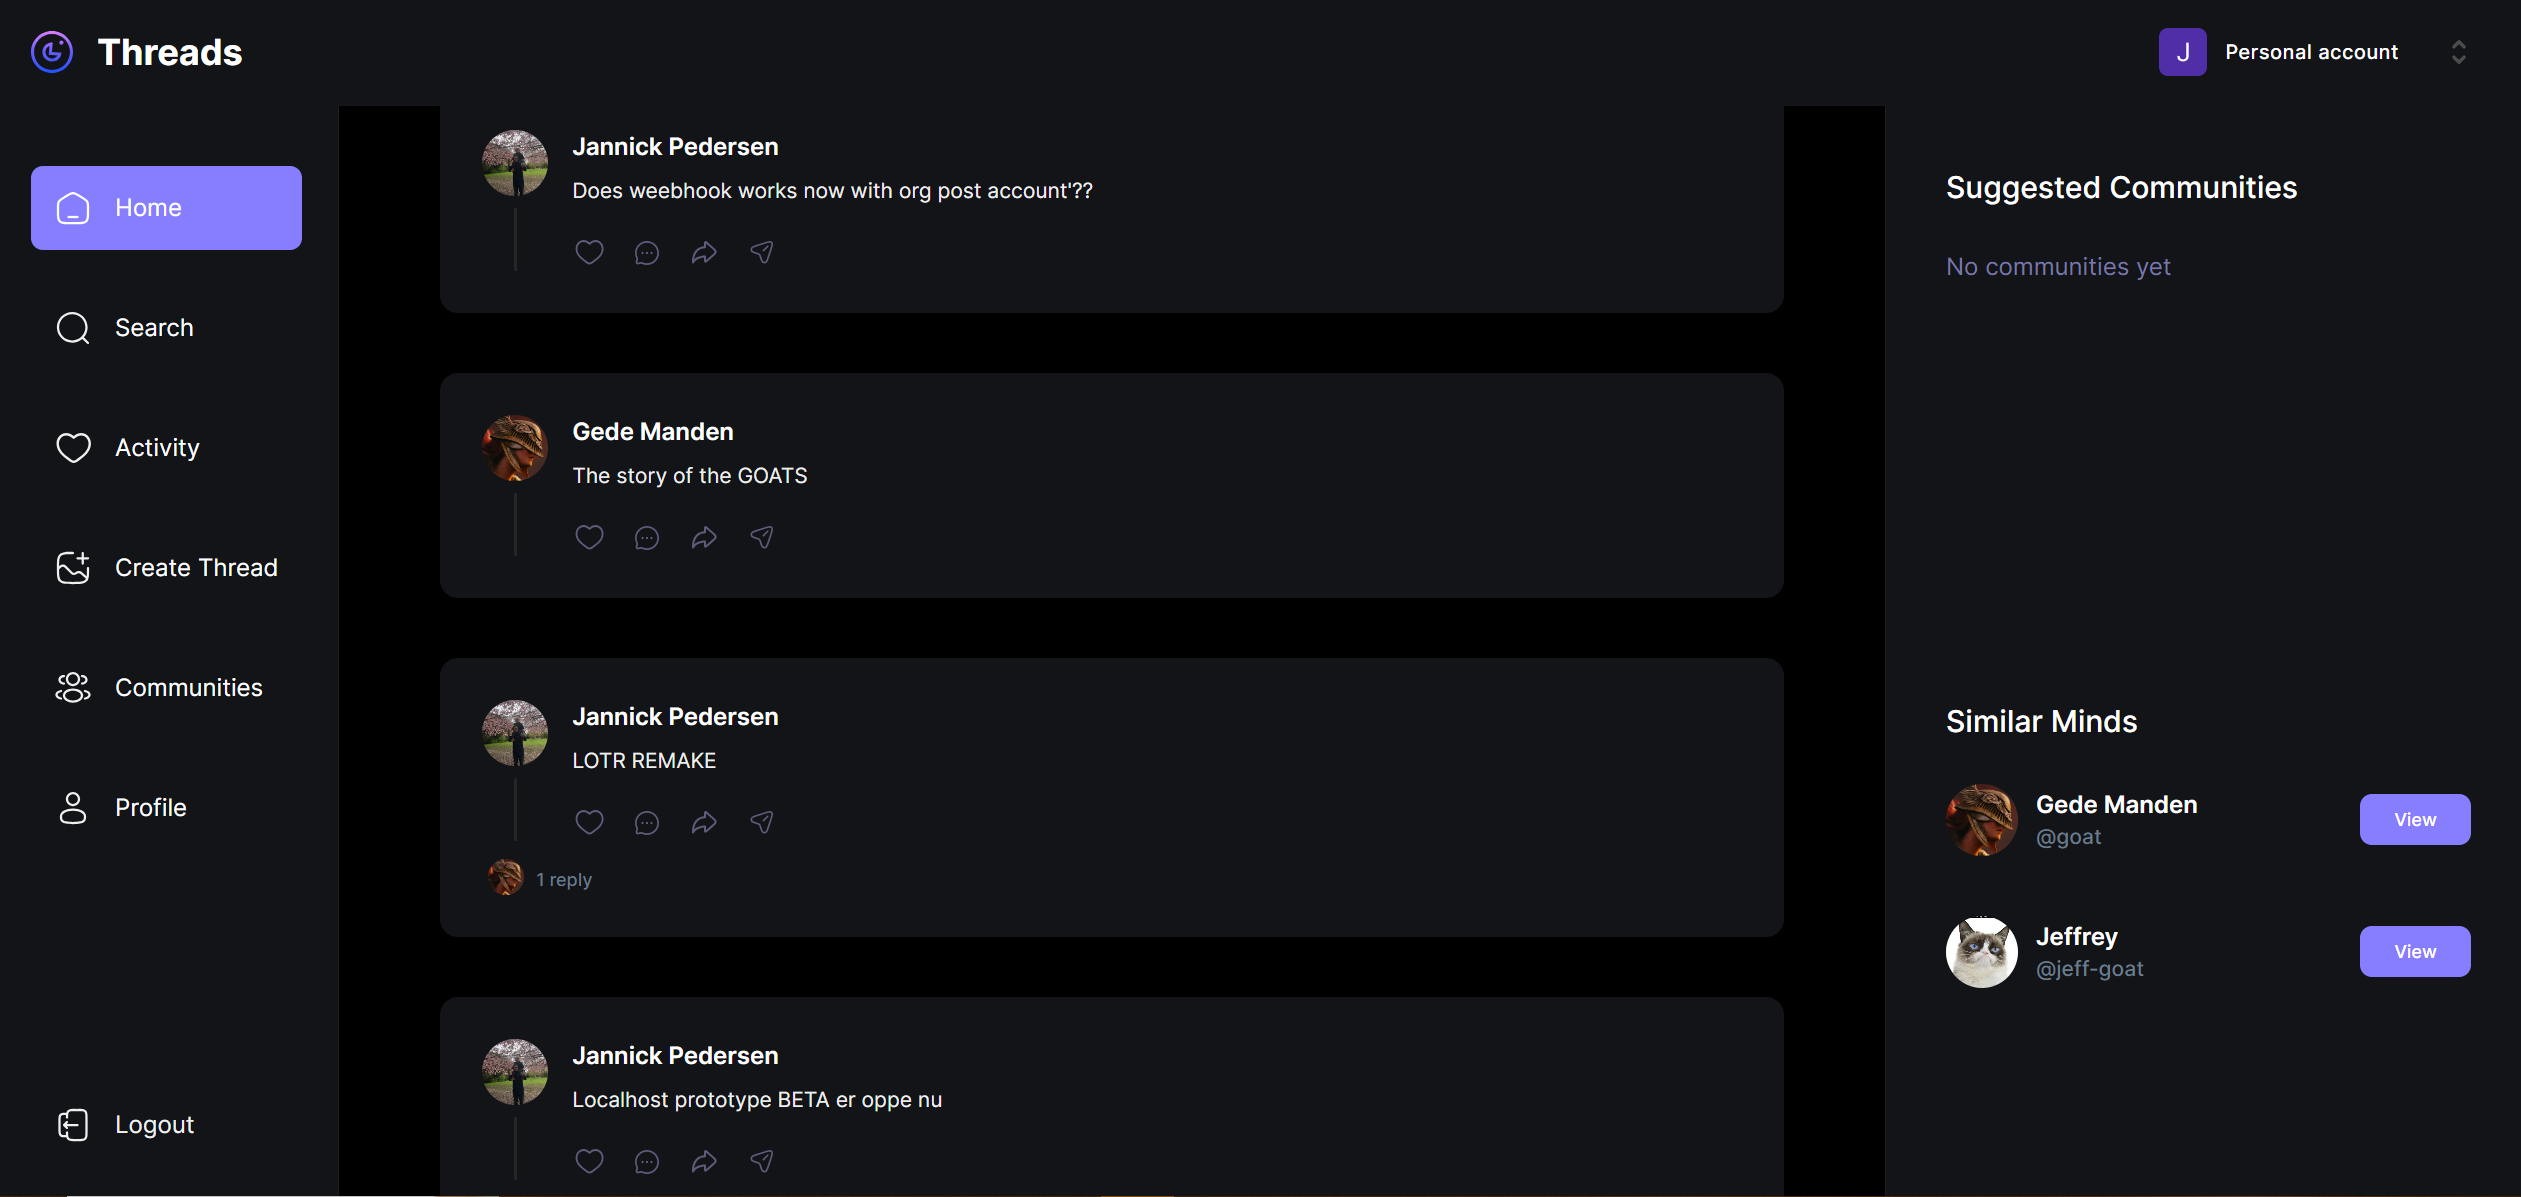 Threads
J
Personal account
Home
Search
Activity
Create Thread
Communities
Profile
Logout
Jannick Pedersen
Does weebhook works now with org post account'??
Gede Manden
The story of the GOATS
Jannick Pedersen
LOTR REMAKE
1 reply
Jannick Pedersen
Localhost prototype BETA er oppe nu
Suggested Communities
No communities yet
Similar Minds
Gede Manden
@goat
View
Jeffrey
@jeff-goat
View